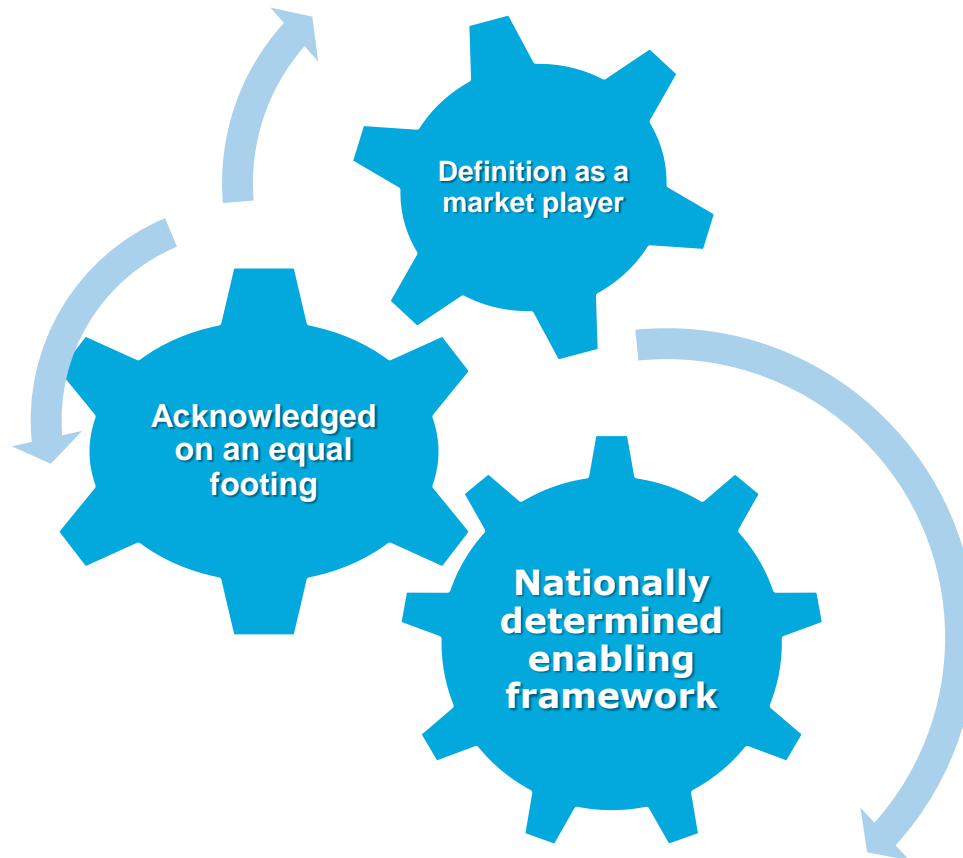 Definition as a
market player
Acknowledged
on an equal
footing
Nationally
determined
enabling
framework